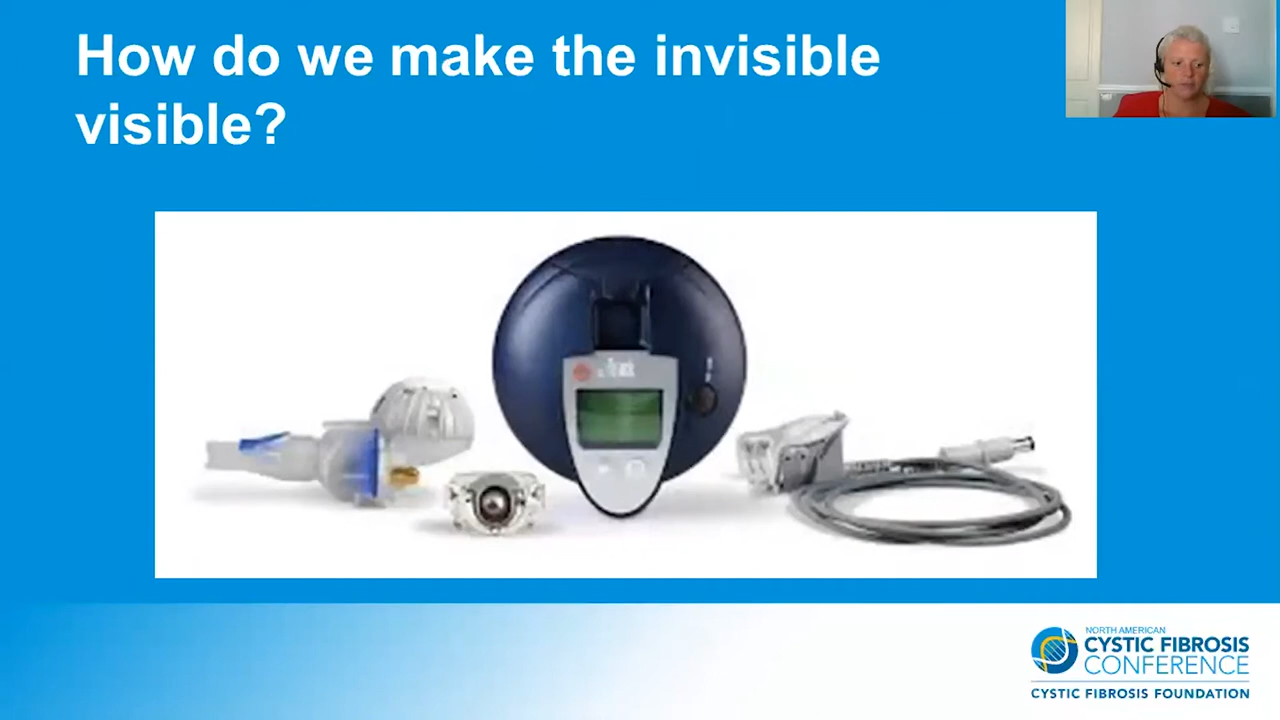 How do we make the invisible
visible?
NORTH AMERICAN
CYSTIC FIBROSIS
CONFERENCE
CYSTIC FIBROSIS FOUNDATION